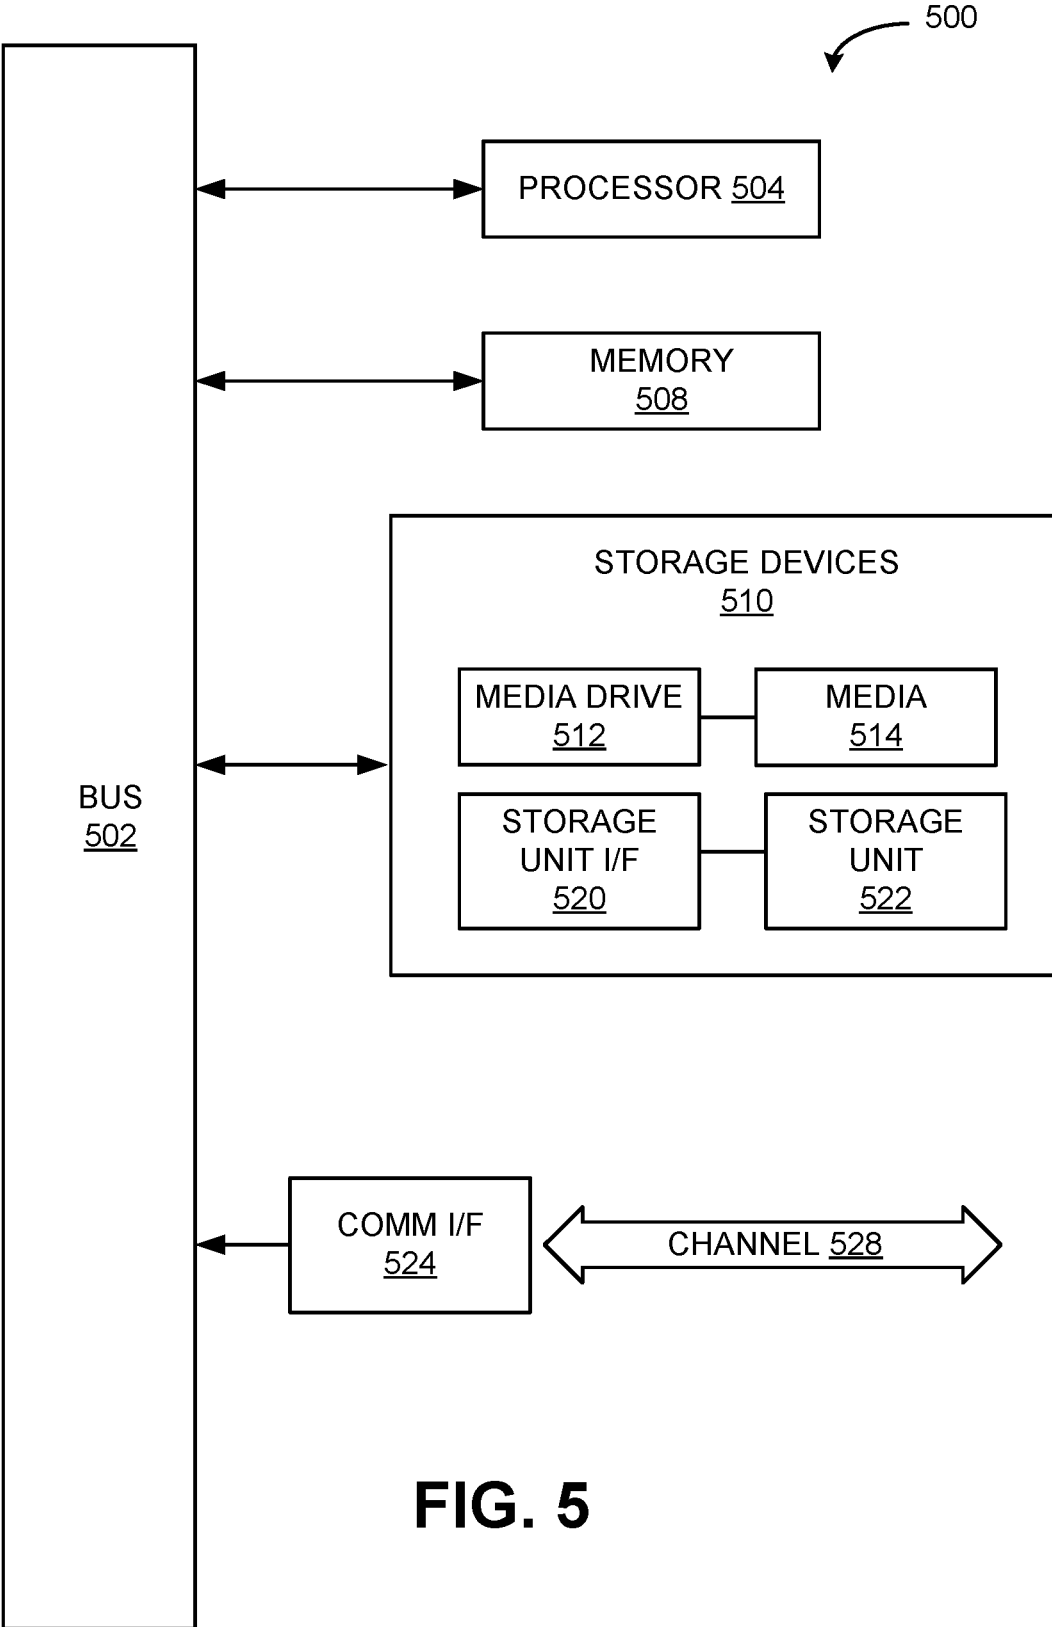 500
PROCESSOR 504
MEMORY
508
STORAGE DEVICES
510
MEDIA DRIVE
512
MEDIA
514
BUS
502
STORAGE
UNIT I/F
520
STORAGE
UNIT
522
COMM I/F
524
CHANNEL 528
FIG. 5